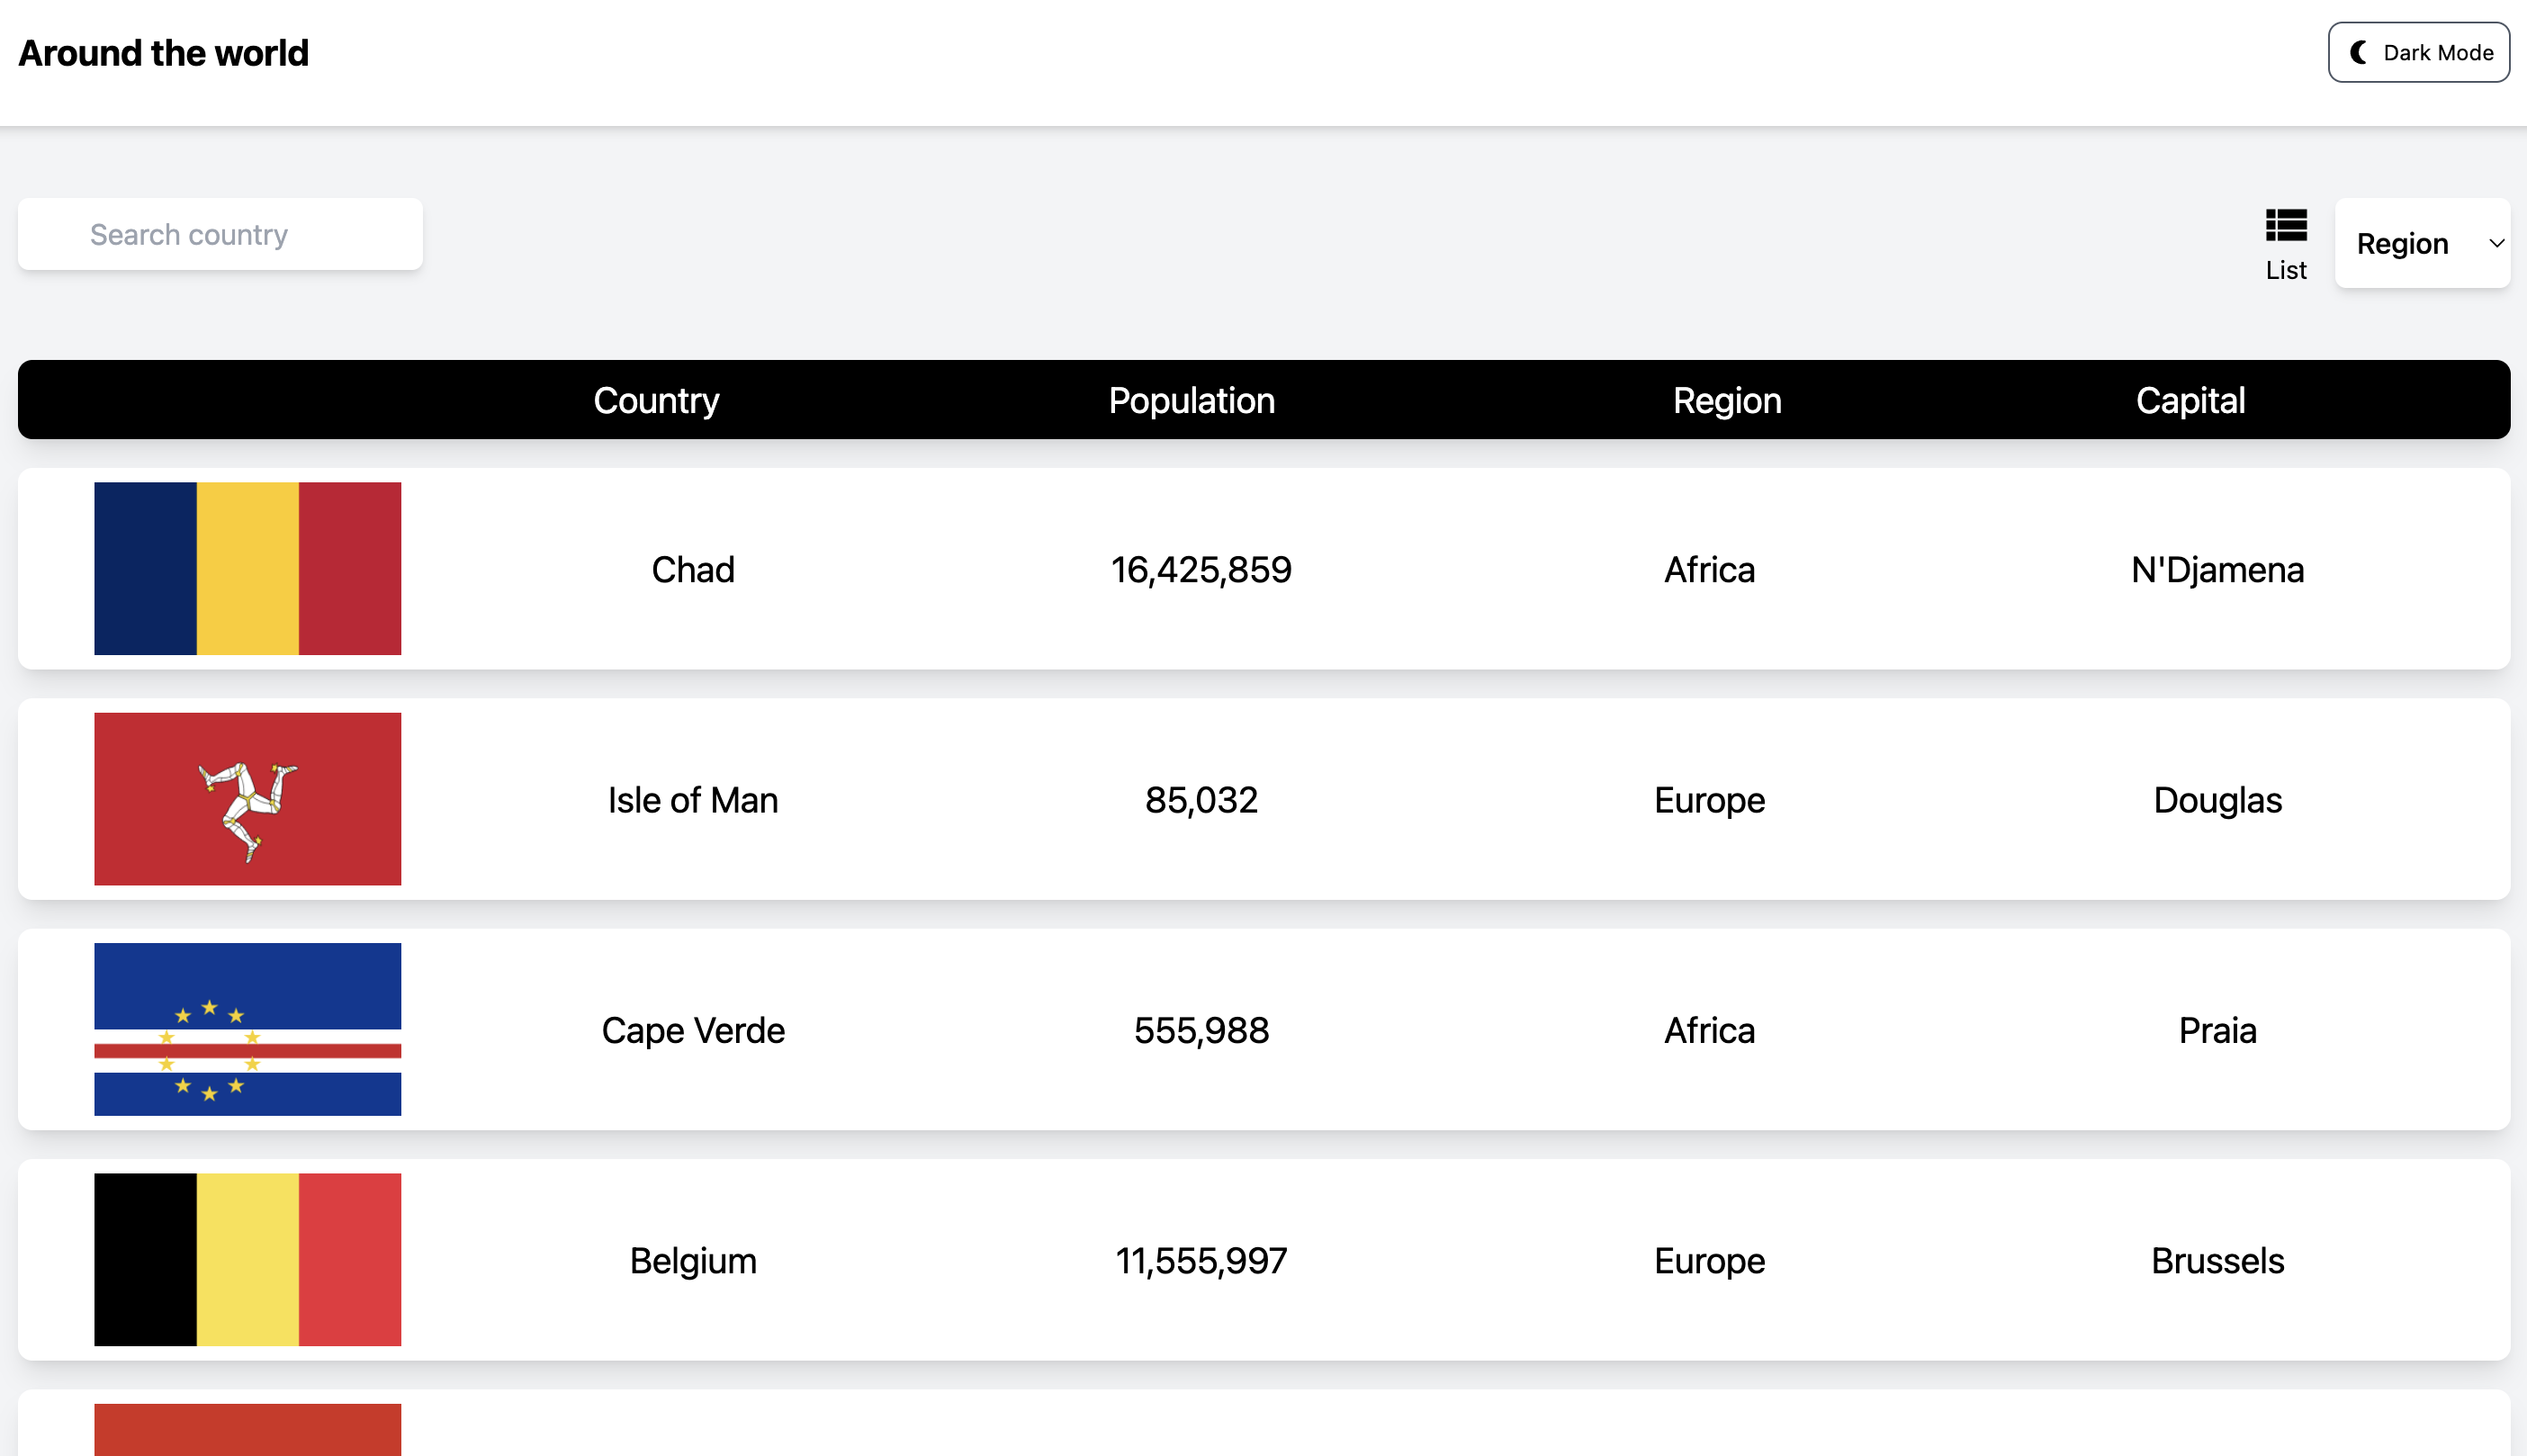 Around the world
Dark Mode
Search country
List
Region
Country Population Region Capital
Chad 16,425,859 Africa N'Djamena
Isle of Man 85,032 Europe Douglas
Cape Verde 555,988 Africa Praia
Belgium 11,555,997 Europe Brussels